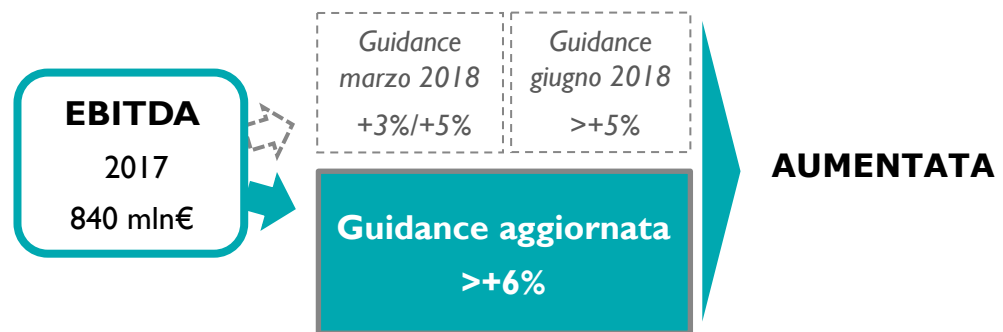 EBITDA
2017
840 mln€
Guidance
marzo 2018
+3%/+5%
Guidance
giugno 2018
>+5%
Guidance aggiornata
>+6%
AUMENTATA